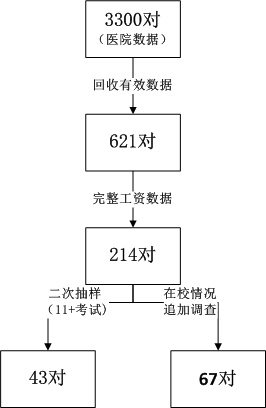 3300对
(医院数据)
回收有效数据
621对
完整工资数据
214对
二次抽样
(11+考试)
在校情况
追加调查
43对
67对